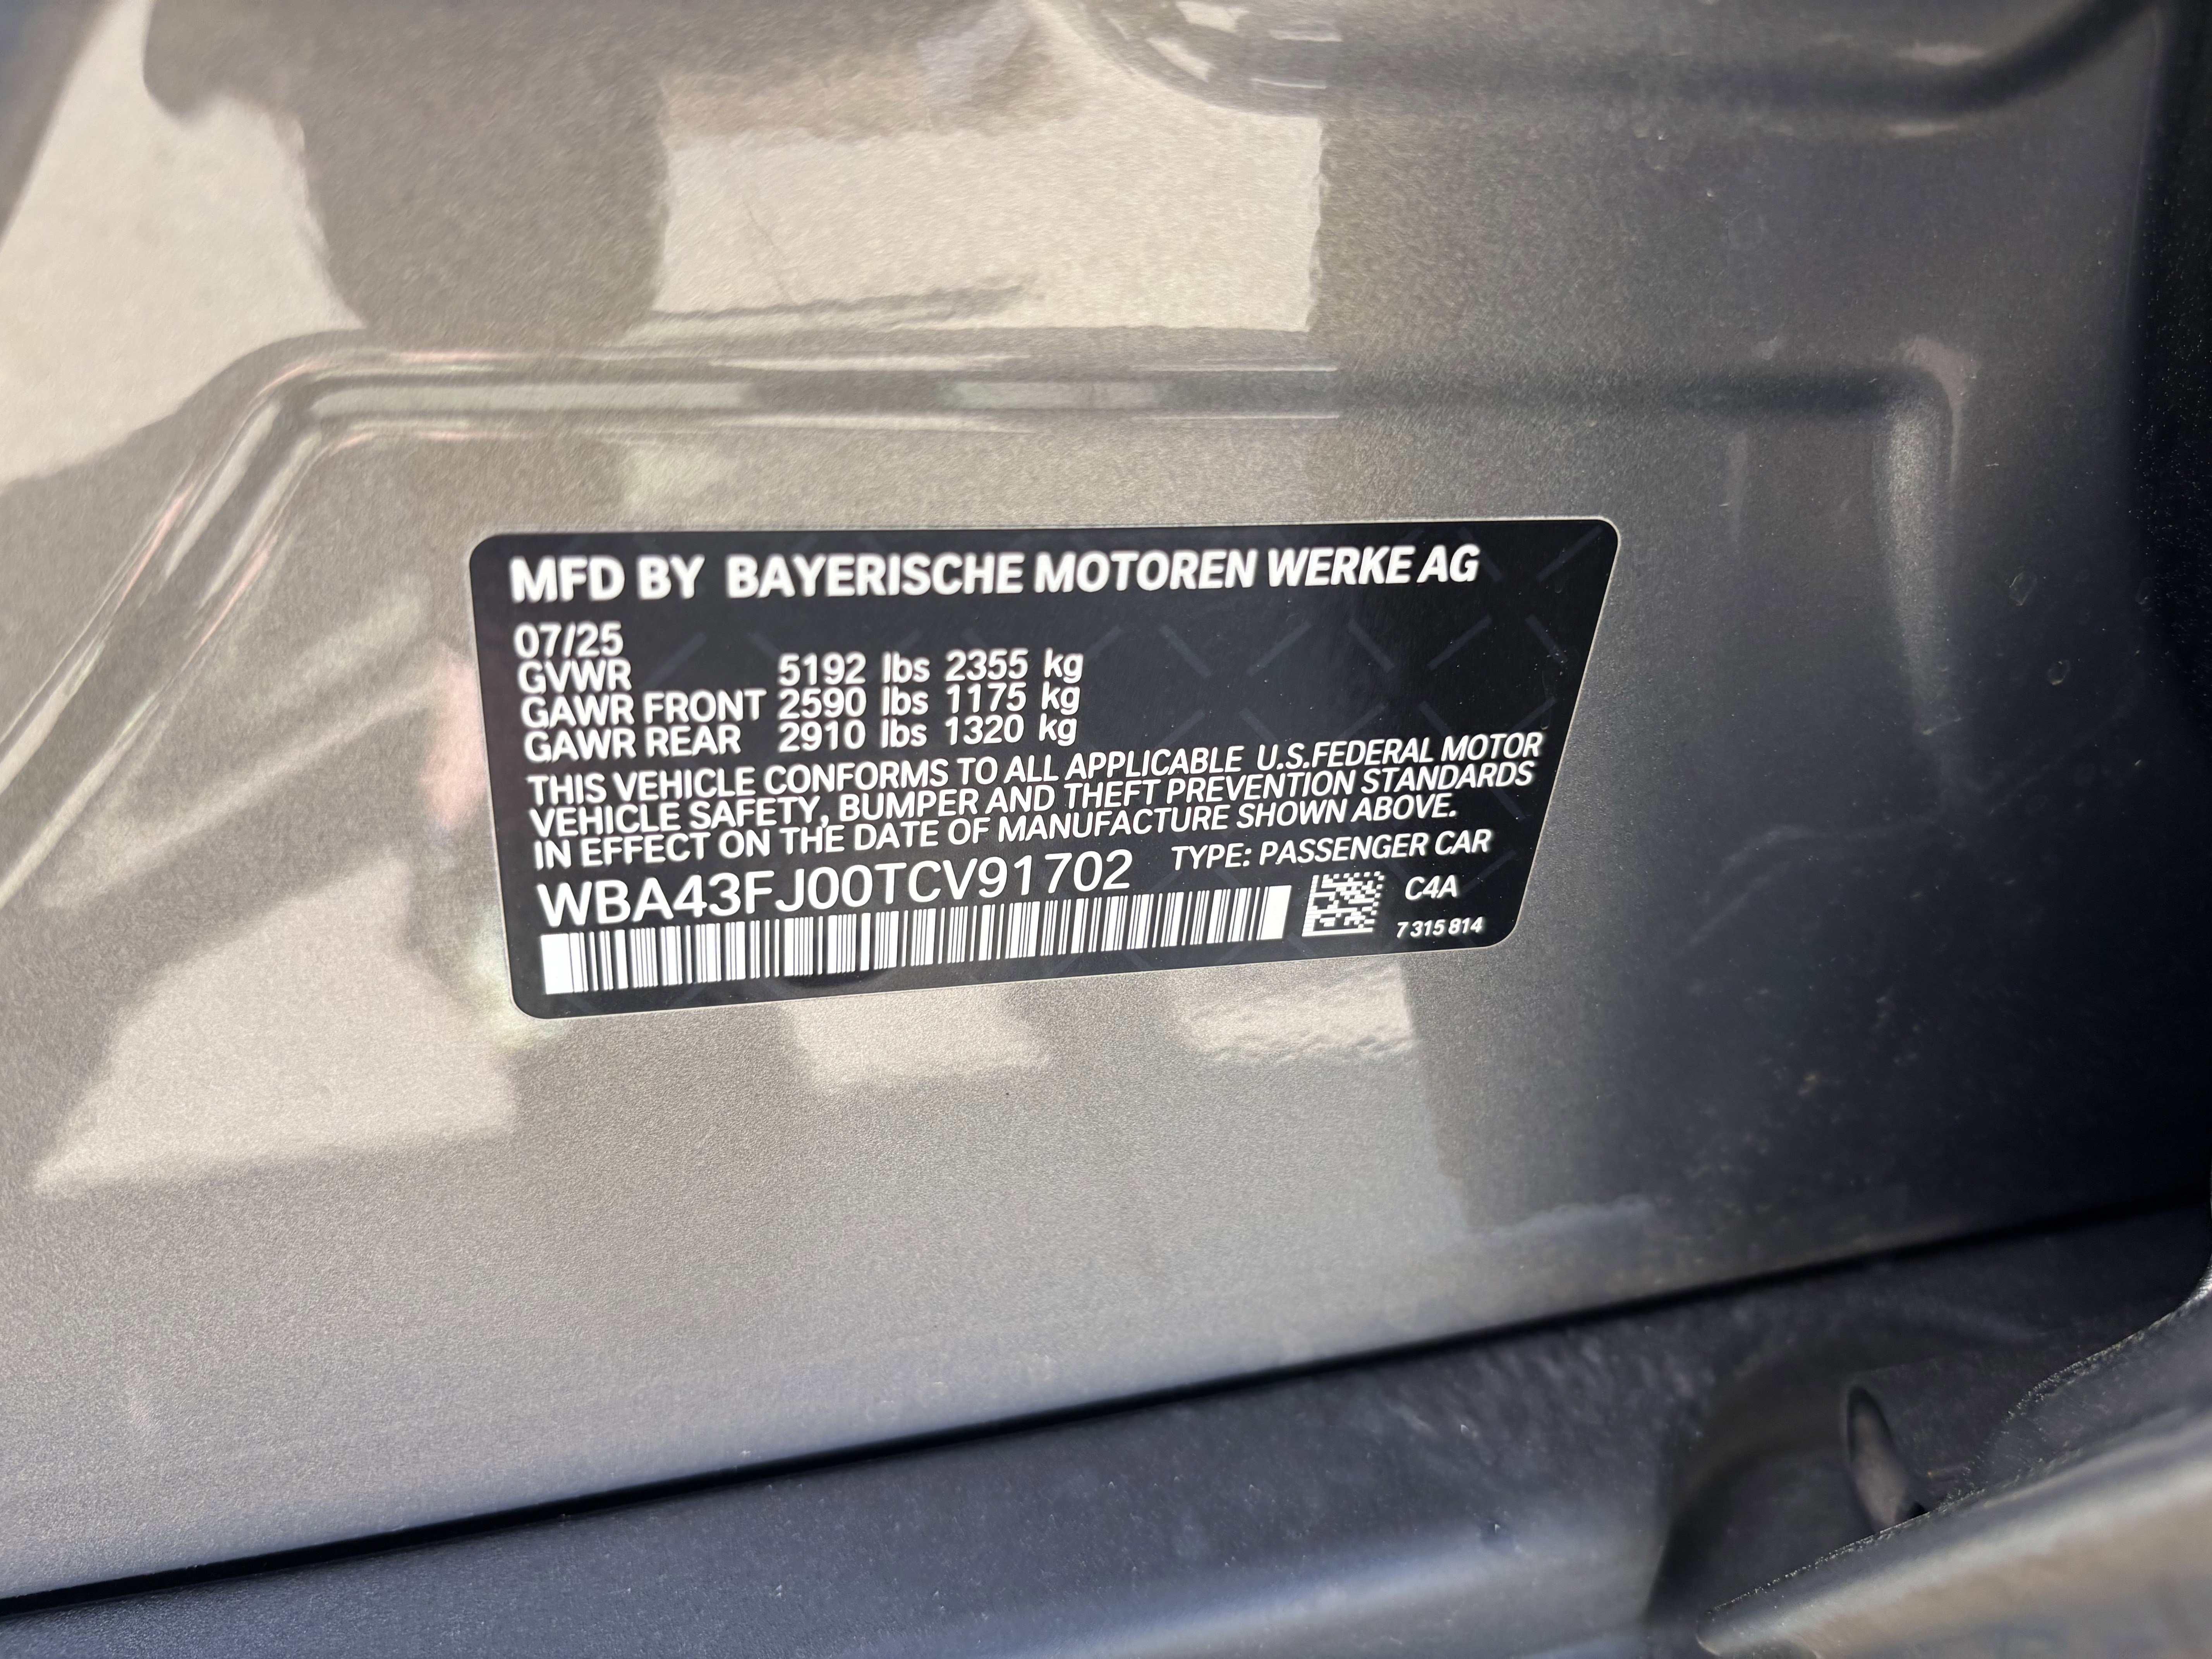 MFD BY BAYERISCHE MOTOREN WERKE AG
07/25
GVWR 5192 lbs 2355 kg
GAWR FRONT 2590 lbs 1175 kg
GAWR REAR 2910 lbs 1320 kg
THIS VEHICLE CONFORMS TO ALL APPLICABLE U.S.FEDERAL MOTOR
VEHICLE SAFETY, BUMPER AND THEFT PREVENTION STANDARDS
IN EFFECT ON THE DATE OF MANUFACTURE SHOWN ABOVE.
WBA43FJ00TCV91702 TYPE: PASSENGER CAR
C4A
7 315 814